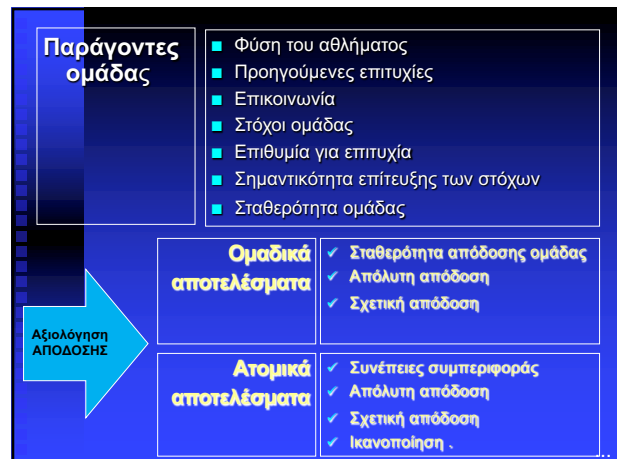 Παράγοντες
ομάδας
Φύση του αθλήματος
Προηγούμενες επιτυχίες
Επικοινωνία
Στόχοι ομάδας
Επιθυμία για επιτυχία
Σημαντικότητα επίτευξης των στόχων
Σταθερότητα ομάδας
Αξιολόγηση
ΑΠΟΔΟΣΗΣ
Ομαδικά
αποτελέσματα
Σταθερότητα απόδοσης ομάδας
Απόλυτη απόδοση
Σχετική απόδοση
Ατομικά
αποτελέσματα
Συνέπειες συμπεριφοράς
Απόλυτη απόδοση
Σχετική απόδοση
Ικανοποίηση .
...